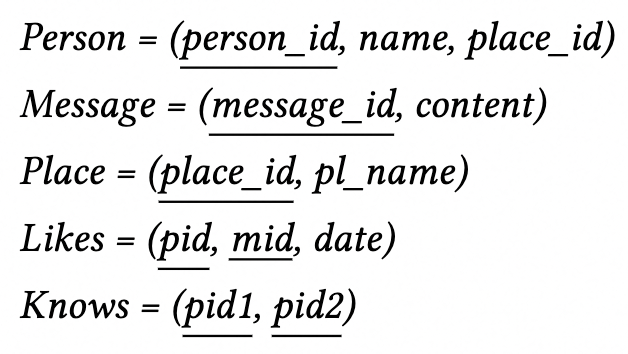 Person = (person_id, name, place_id)
Message = (message_id, content)
Place = (place_id, pl_name)
Likes = (pid, mid, date)
Knows = (pid1, pid2)